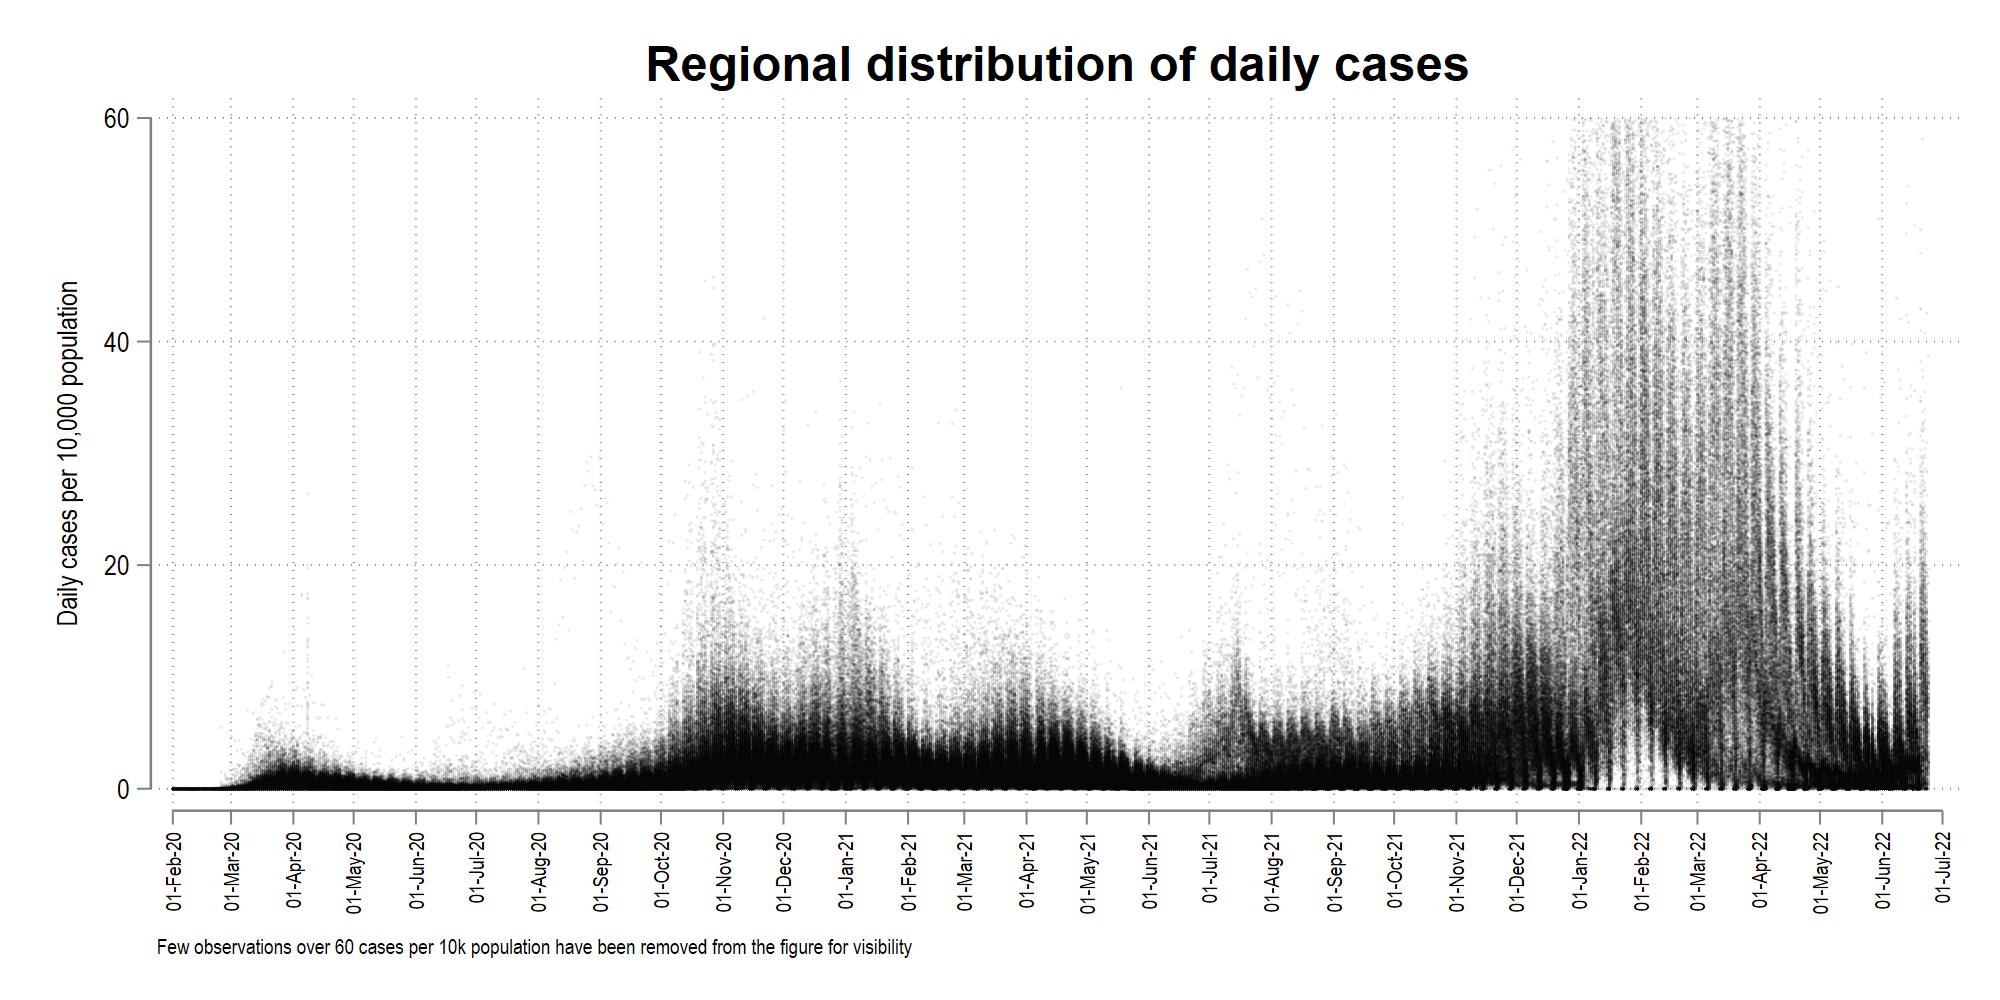 Regional distribution of daily cases
Daily cases per 10,000 population
60
40
20
0
01-Feb-20
01-Mar-20
01-Apr-20
01-May-20
01-Jun-20
01-Jul-20
01-Aug-20
01-Sep-20
01-Oct-20
01-Nov-20
01-Dec-20
01-Jan-21
01-Feb-21
01-Mar-21
01-Apr-21
01-May-21
01-Jun-21
01-Jul-21
01-Aug-21
01-Sep-21
01-Oct-21
01-Nov-21
01-Dec-21
01-Jan-22
01-Feb-22
01-Mar-22
01-Apr-22
01-May-22
01-Jun-22
01-Jul-22
Few observations over 60 cases per 10k population have been removed from the figure for visibility